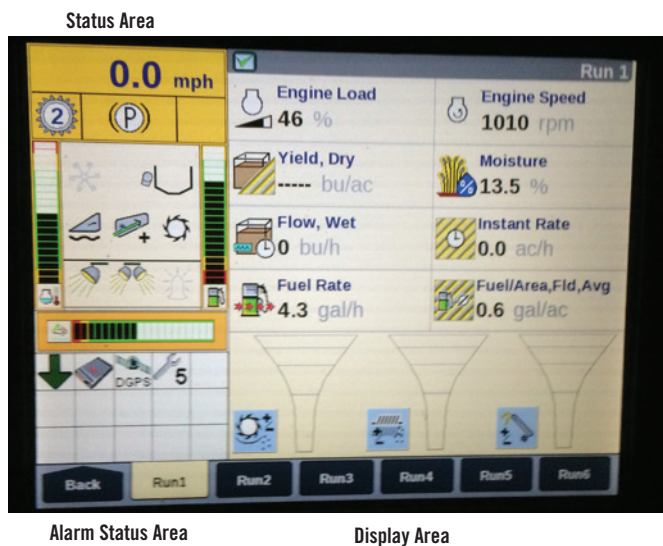 Status Area
0.0 mph
Run 1
Engine Load
46 %
Engine Speed
1010 rpm
2
(P)
Yield, Dry
----- bu/ac
Moisture
%
13.5 %
+
Flow, Wet
0 bu/h
Instant Rate
0.0 ac/h
Fuel Rate
4.3 gal/h
Fuel/Area,Fld,Avg
0.6 gal/ac
DGPS
5
Back
Run1
Run2
Run3
Run4
Run5
Run6
Alarm Status Area
Display Area